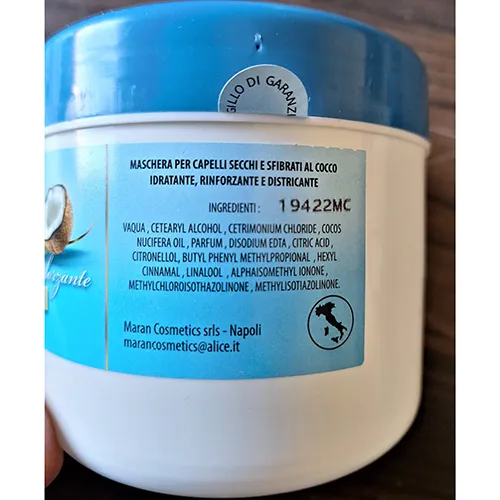 GILLO DI GARANZI
MASCHERA PER CAPELLI SECCHI E SFIBRATI AL COCCO
IDRATANTE, RINFORZANTE E DISTRICANTE
INGREDIENTI : 19422MC
VAQUA , CETEARYL ALCOHOL , CETRIMONIUM CHLORIDE , COCOS
NUCIFERA OIL , PARFUM , DISODIUM EDTA , CITRIC ACID ,
CITRONELLOL, BUTYL PHENYL METHYLPROPIONAL , HEXYL
CINNAMAL , LINALOOL , ALPHAISOMETHYL IONONE ,
METHYLCHLOROISOTHAZOLINONE , METHYLISOTIAZOLINONE.
Maran Cosmetics srls - Napoli
marancosmetics@alice.it